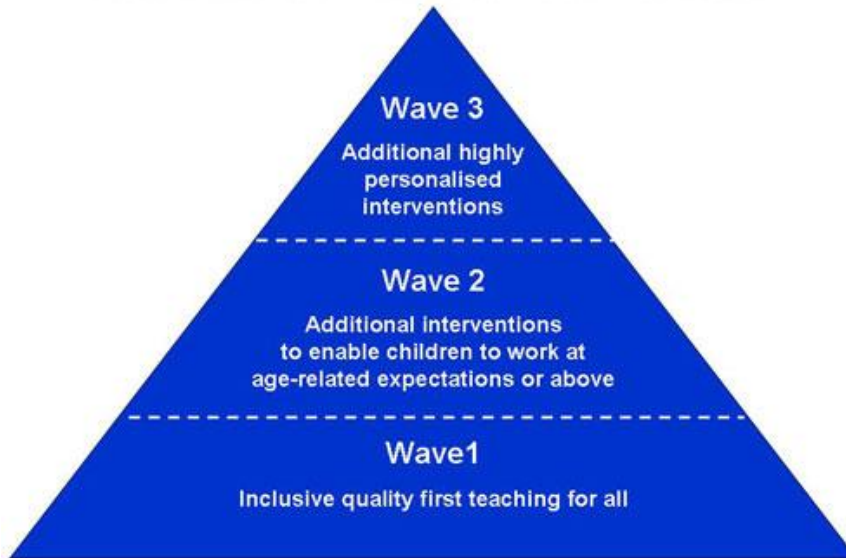 Wave 3
Additional highly
personalised
interventions
Wave 2
Additional interventions
to enable children to work at
age-related expectations or above
Wave1
Inclusive quality first teaching for all